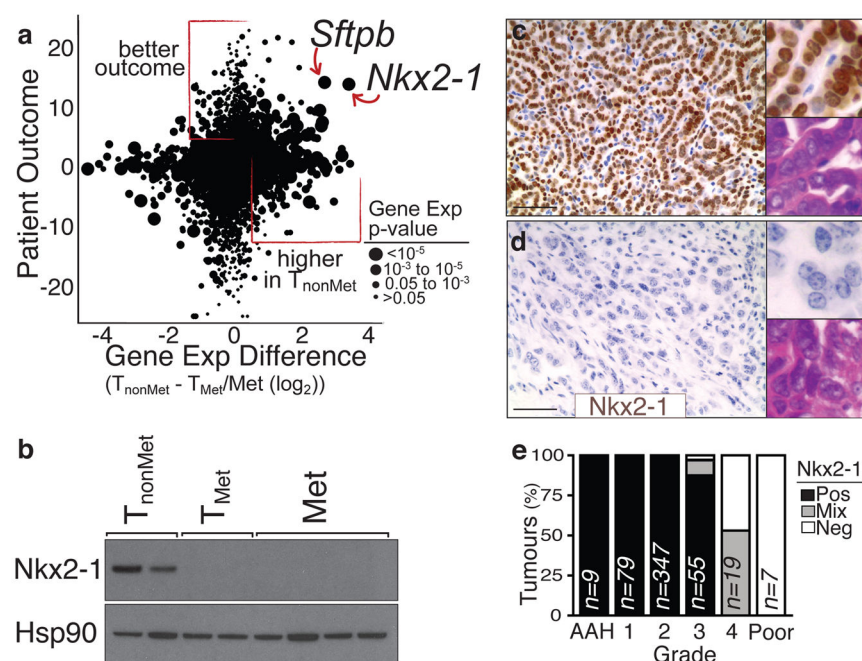 a
better
outcome
Sftpb
Nkx2-1
20
10
0
-10
-20
Patient Outcome
Gene Exp
p-value
<10⁻⁵
10⁻³ to 10⁻⁵
0.05 to 10⁻³
>0.05
higher
in TnonMet
-4
-2
0
2
4
Gene Exp Difference
(TnonMet - TMet/Met (log₂))
b
TnonMet
TMet
Met
Nkx2-1
Hsp90
c
d
Nkx2-1
e
Nkx2-1
Pos
Mix
Neg
100
75
50
25
0
Tumours (%)
n=9
n=79
n=347
n=55
n=19
n=7
AAH 1 2 3 4 Poor
Grade